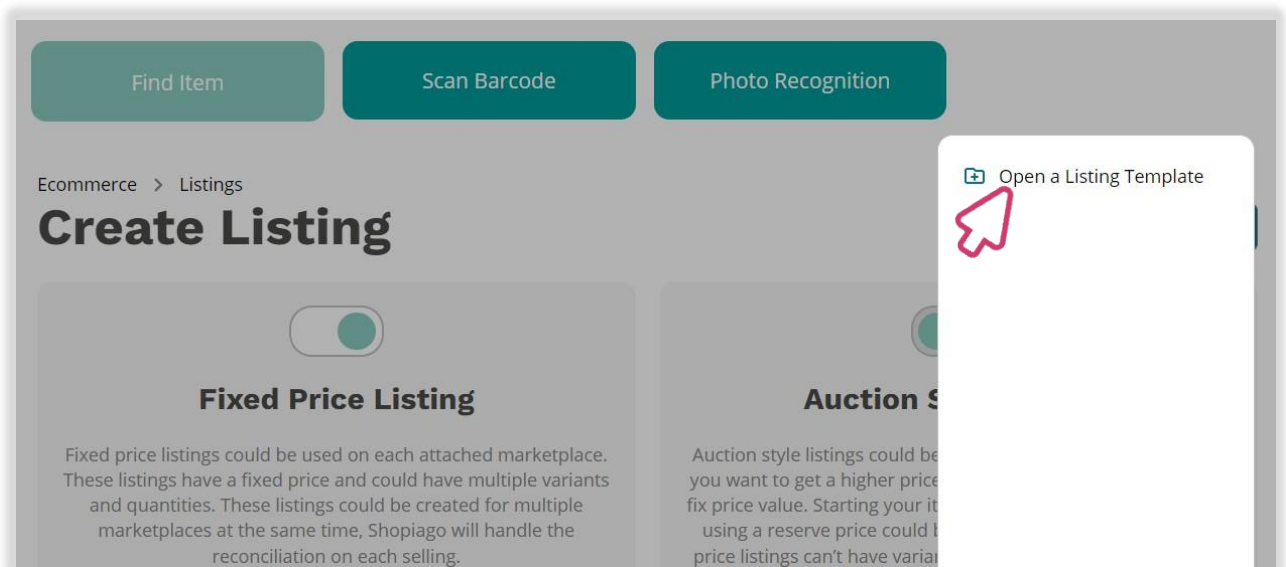 Find Item
Scan Barcode
Photo Recognition
Open a Listing Template
Ecommerce > Listings
Create Listing
Fixed Price Listing
Fixed price listings could be used on each attached marketplace.
These listings have a fixed price and could have multiple variants
and quantities. These listings could be created for multiple
marketplaces at the same time, Shopiago will handle the
reconciliation on each selling.
Auction
Auction style listings could be
you want to get a higher price
fix price value. Starting your
using a reserve price could
price listings can't have